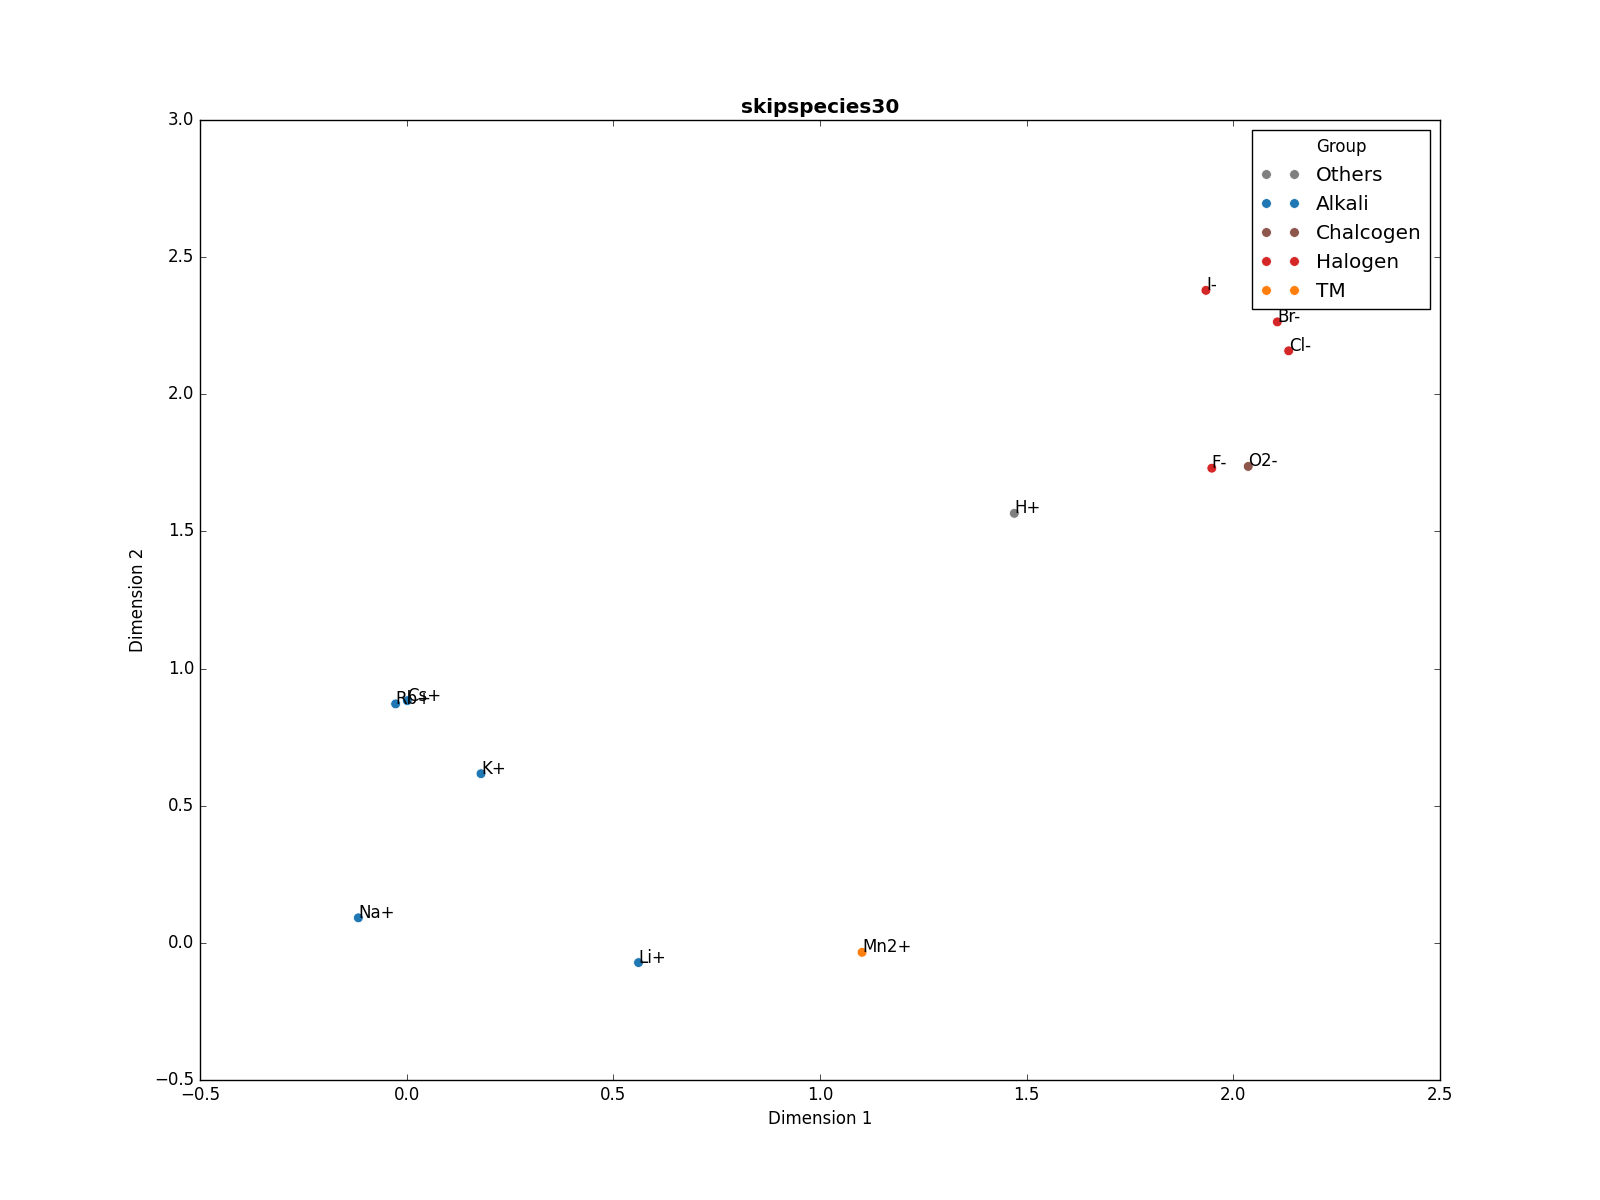 skipspecies30
3.0
2.5
2.0
1.5
1.0
0.5
0.0
−0.5
Dimension 2
Group
Others
Alkali
Chalcogen
Halogen
TM
I-
Br-
Cl-
F-
O2-
H+
Cs+
Rb+
K+
Na+
Li+
Mn2+
−0.5
0.0
0.5
1.0
1.5
2.0
2.5
Dimension 1